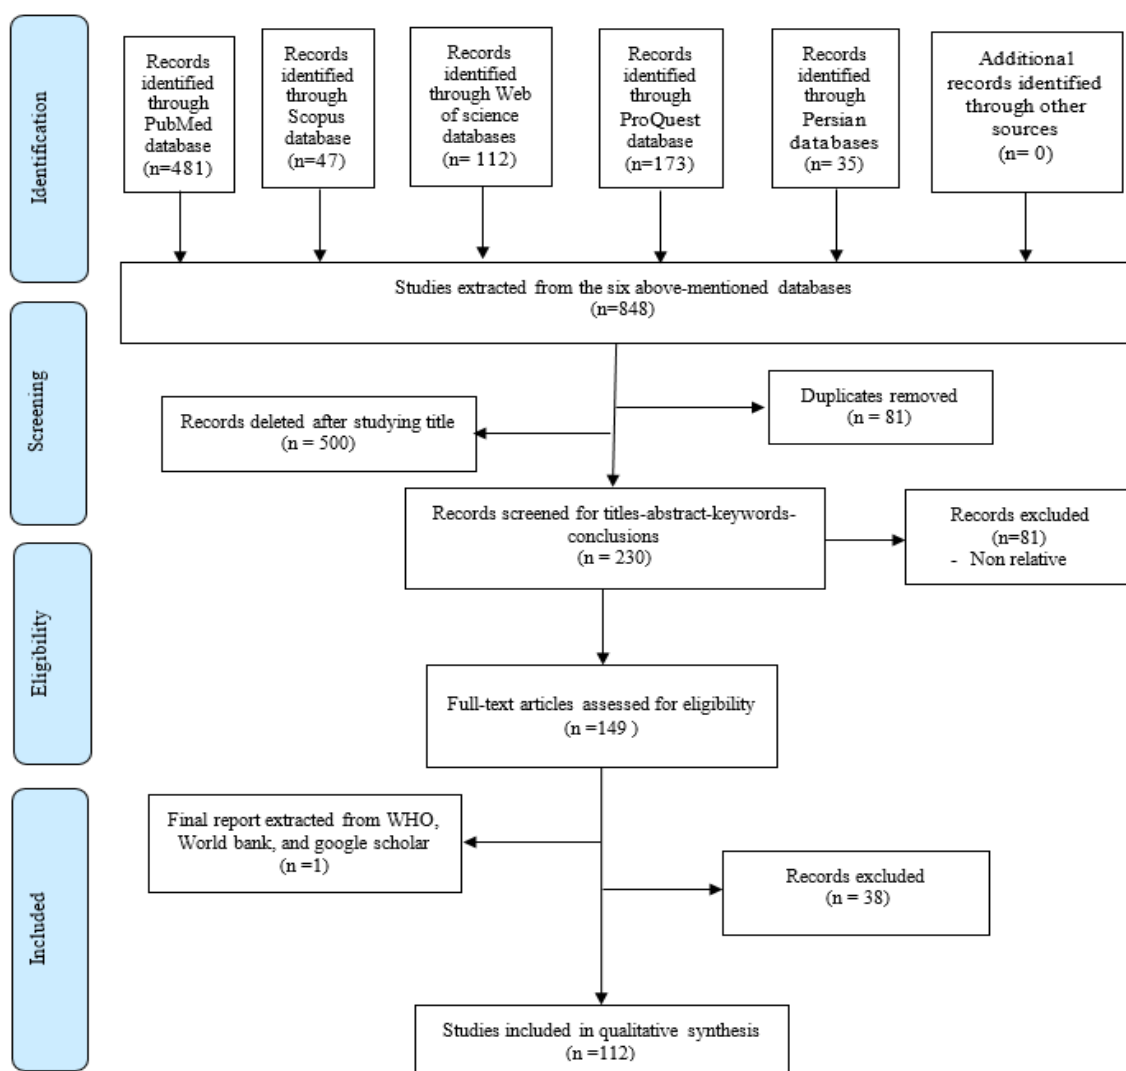 Identification
Records
identified
through
PubMed
database
(n=481)
Records
identified
through
Scopus
database
(n=47)
Records
identified
through Web
of science
databases
(n= 112)
Records
identified
through
ProQuest
database
(n=173)
Records
identified
through
Persian
databases
(n= 35)
Additional
records identified
through other
sources
(n= 0)
Studies extracted from the six above-mentioned databases
(n=848)
Screening
Duplicates removed
(n = 81)
Records deleted after studying title
(n = 500)
Records screened for titles-abstract-keywords-
conclusions
(n = 230)
Records excluded
(n=81)
- Non relative
Eligibility
Full-text articles assessed for eligibility
(n =149 )
Included
Final report extracted from WHO,
World bank, and google scholar
(n =1)
Records excluded
(n = 38)
Studies included in qualitative synthesis
(n =112)